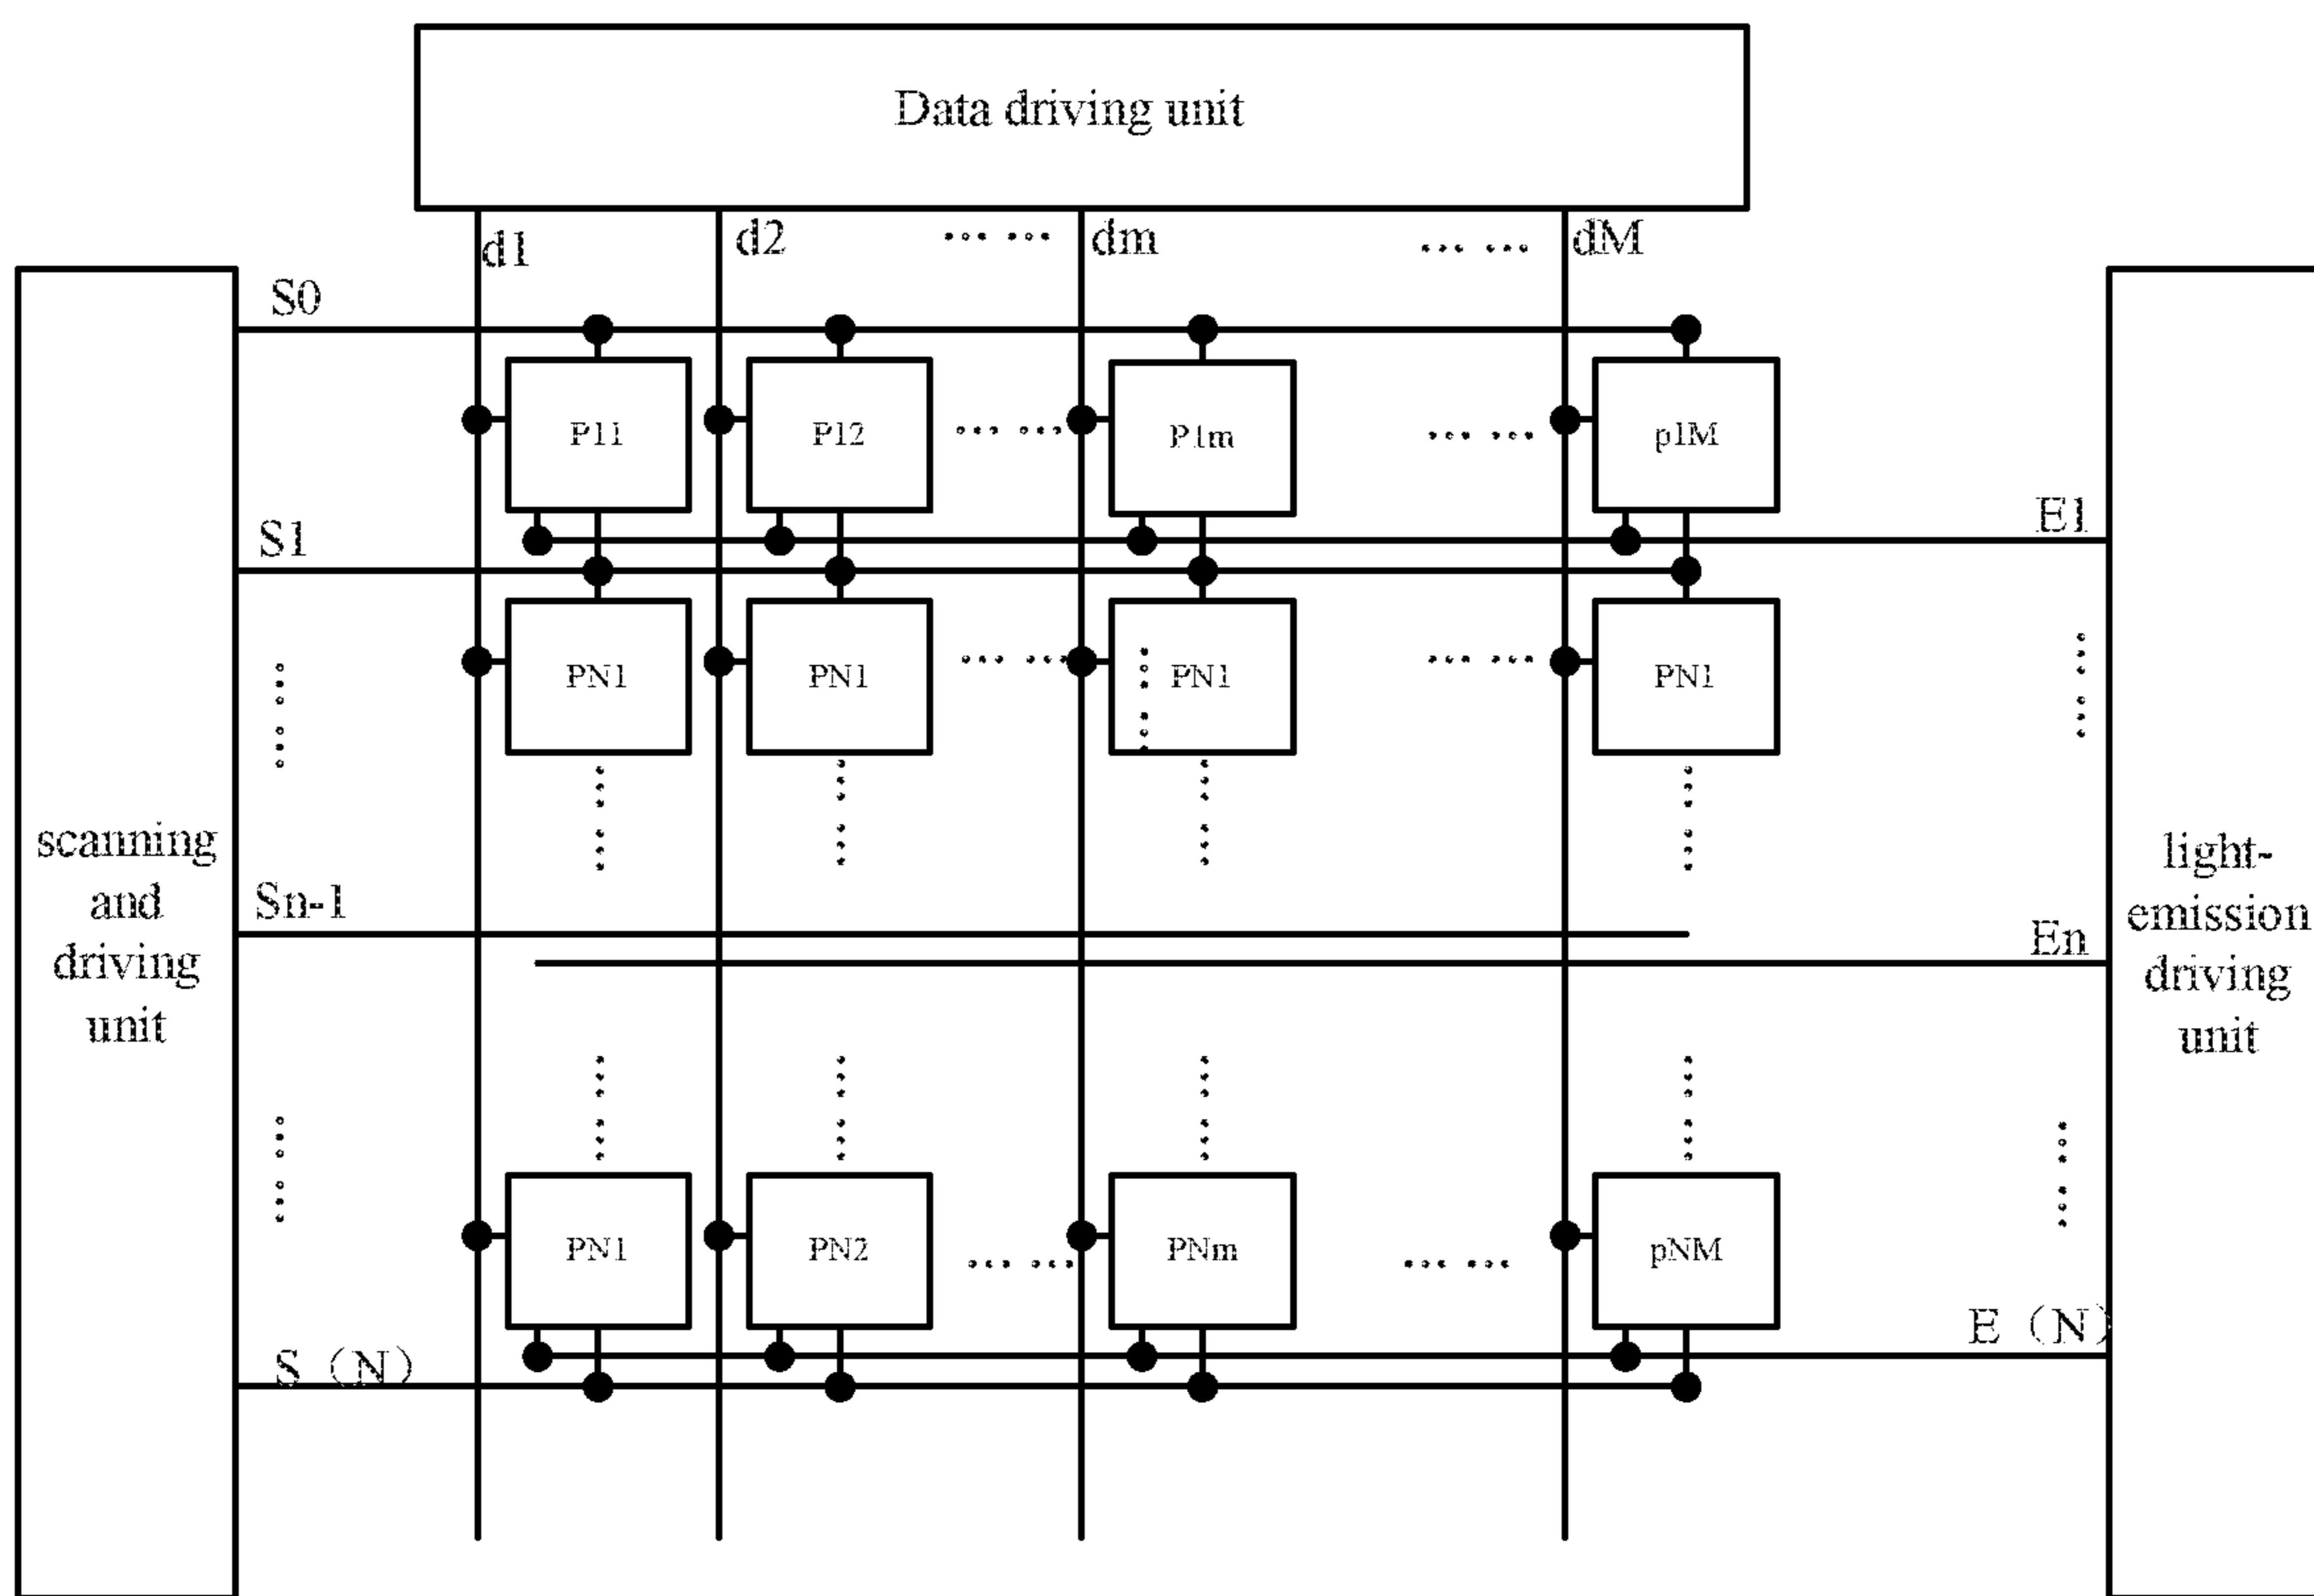 Data driving unit
d1
d2
...... 
dm
......
dM
S0
P11
P12
......
P1m
......
p1M
S1
E1
PN1
PN1
......
PN1
......
PN1
Sn-1
En
scanning
and
driving
unit
light-
emission
driving
unit
PN1
PN2
......
PNm
......
pNM
S（N）
E（N）